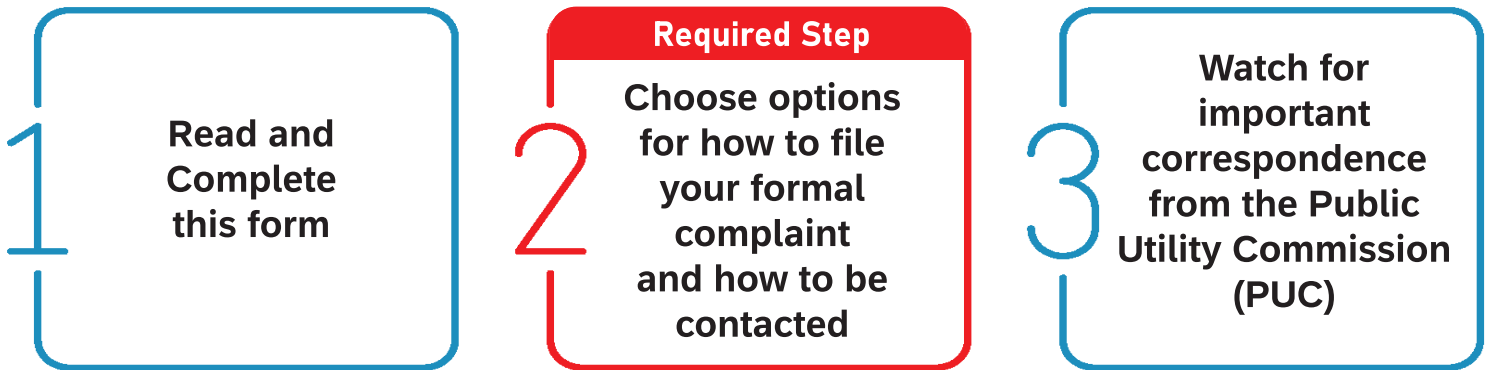 1
Read and
Complete
this form
Required Step
2
Choose options
for how to file
your formal
complaint
and how to be
contacted
3
Watch for
important
correspondence
from the Public
Utility Commission
(PUC)